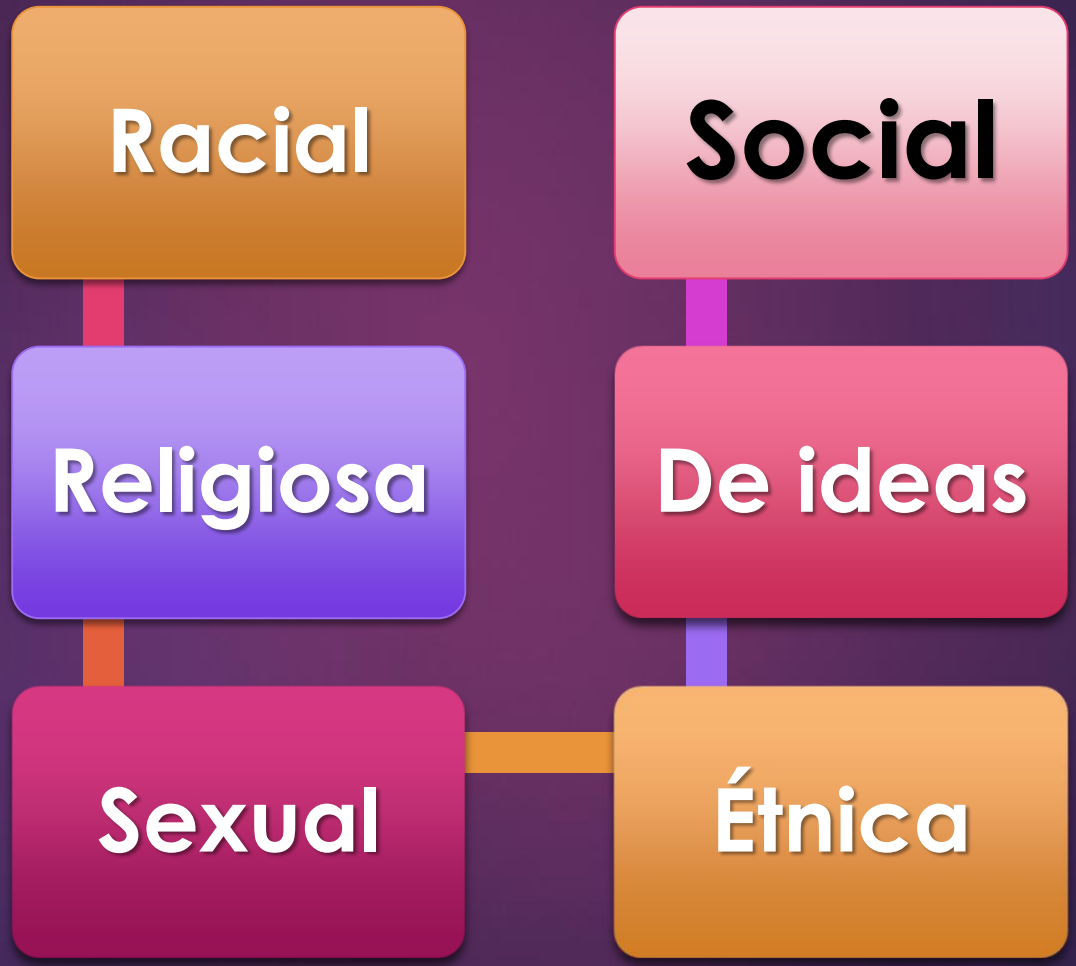 Racial
Religiosa
Sexual
Étnica
De ideas
Social